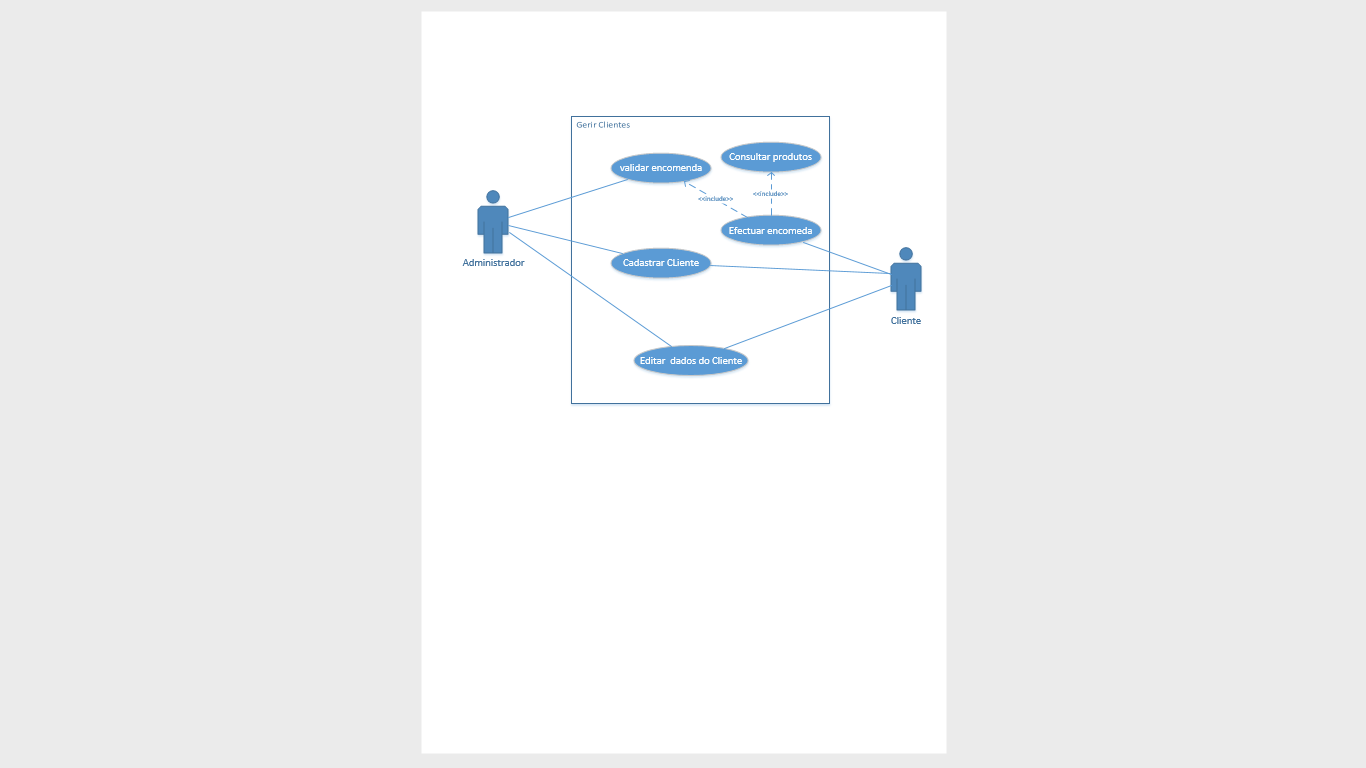 Gerir Clientes
Consultar produtos
validar encomenda
<<include>>
<<include>>
Efectuar encomeda
Cadastrar CLiente
Administrador
Cliente
Editar dados do Cliente